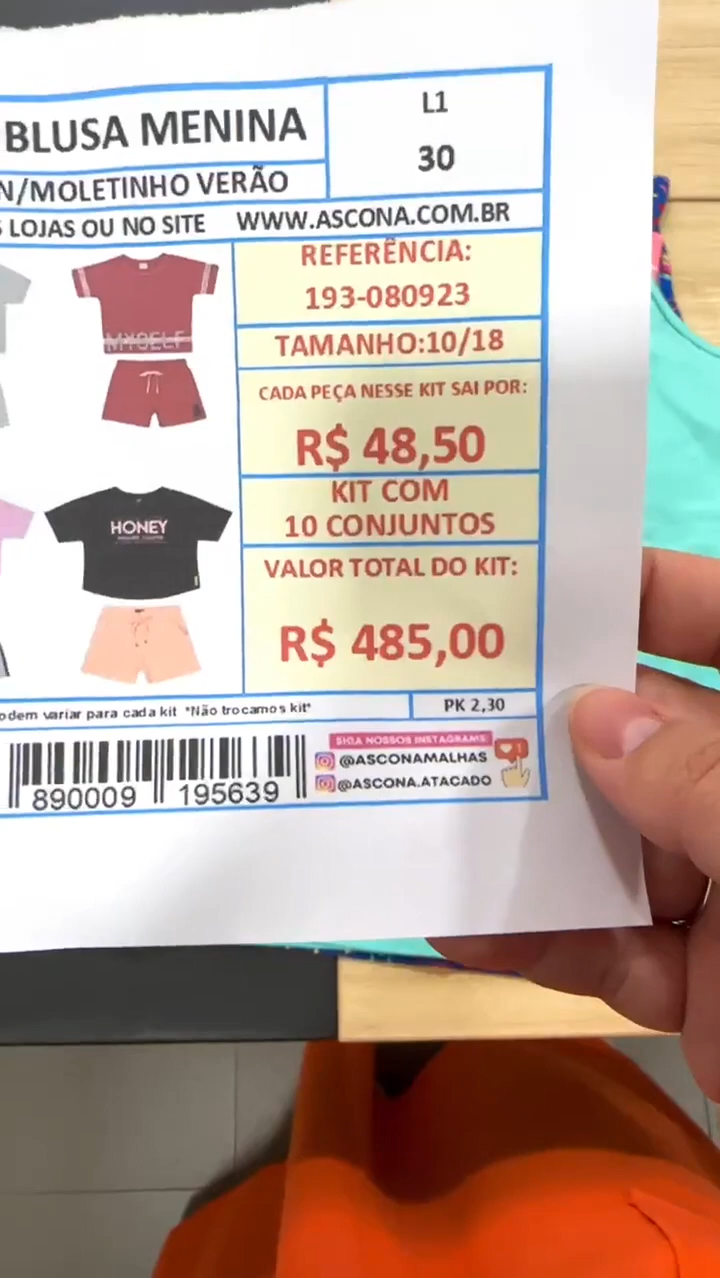 BLUSA MENINA
L1
30
N/MOLETINHO VERÃO
LOJAS OU NO SITE WWW.ASCONA.COM.BR
REFERÊNCIA:
193-080923
TAMANHO:10/18
CADA PEÇA NESSE KIT SAI POR:
R$ 48,50
KIT COM
10 CONJUNTOS
VALOR TOTAL DO KIT:
R$ 485,00
MYSELF
HONEY
odem variar para cada kit *Não trocamos kit*
PK 2,30
890009 195639
SIGA NOSSOS INSTAGRAMS
@ASCONAMALHAS
@ASCONA.ATACADO